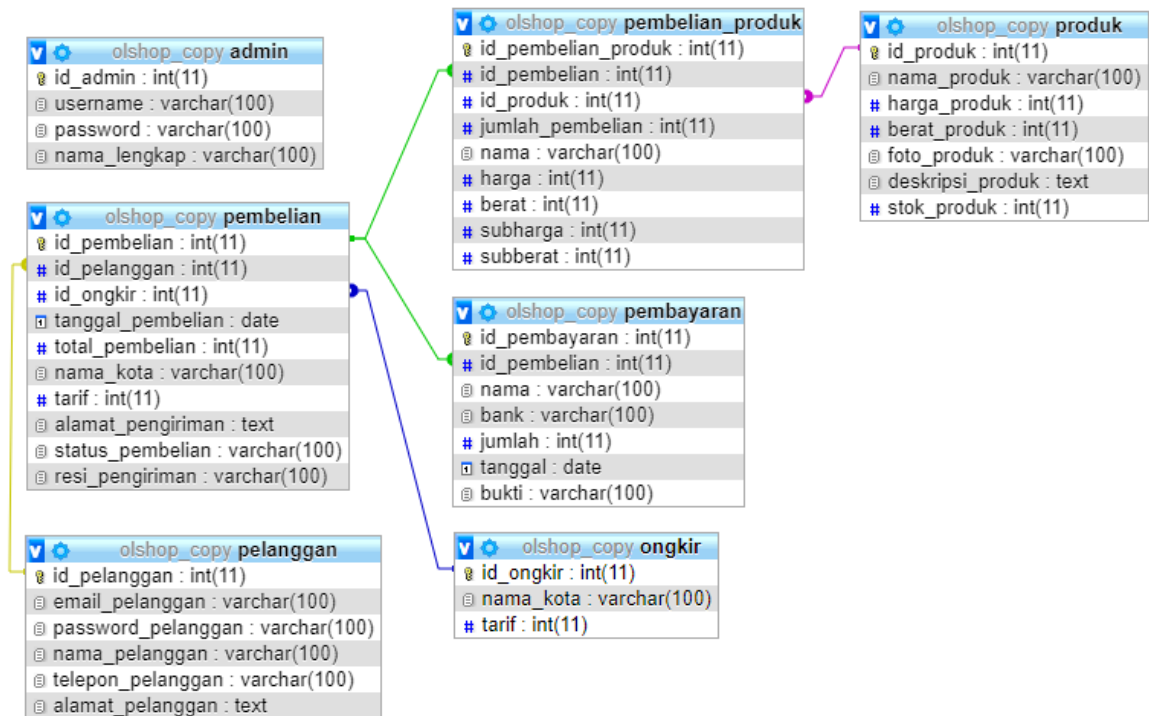 olshop_copy admin
id_admin : int(11)
username : varchar(100)
password : varchar(100)
nama_lengkap : varchar(100)
olshop_copy pembelian
id_pembelian : int(11)
id_pelanggan : int(11)
id_ongkir : int(11)
tanggal_pembelian : date
total_pembelian : int(11)
nama_kota : varchar(100)
tarif : int(11)
alamat_pengiriman : text
status_pembelian : varchar(100)
resi_pengiriman : varchar(100)
olshop_copy pelanggan
id_pelanggan : int(11)
email_pelanggan : varchar(100)
password_pelanggan : varchar(100)
nama_pelanggan : varchar(100)
telepon_pelanggan : varchar(100)
alamat_pelanggan : text
olshop_copy pembelian_produk
id_pembelian_produk : int(11)
id_pembelian : int(11)
id_produk : int(11)
jumlah_pembelian : int(11)
nama : varchar(100)
harga : int(11)
berat : int(11)
subharga : int(11)
subberat : int(11)
olshop_copy pembayaran
id_pembayaran : int(11)
id_pembelian : int(11)
nama : varchar(100)
bank : varchar(100)
jumlah : int(11)
tanggal : date
bukti : varchar(100)
olshop_copy ongkir
id_ongkir : int(11)
nama_kota : varchar(100)
tarif : int(11)
olshop_copy produk
id_produk : int(11)
nama_produk : varchar(100)
harga_produk : int(11)
berat_produk : int(11)
foto_produk : varchar(100)
deskripsi_produk : text
stok_produk : int(11)